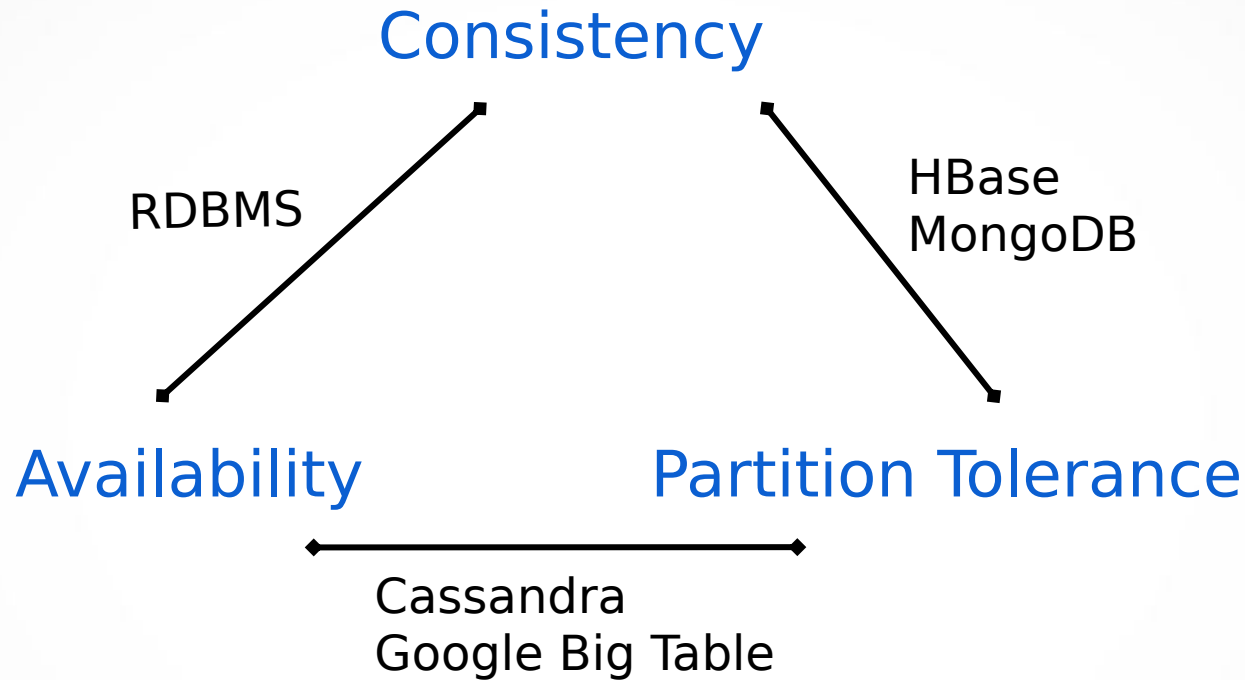 Consistency
RDBMS
HBase
MongoDB
Availability
Partition Tolerance
Cassandra
Google Big Table